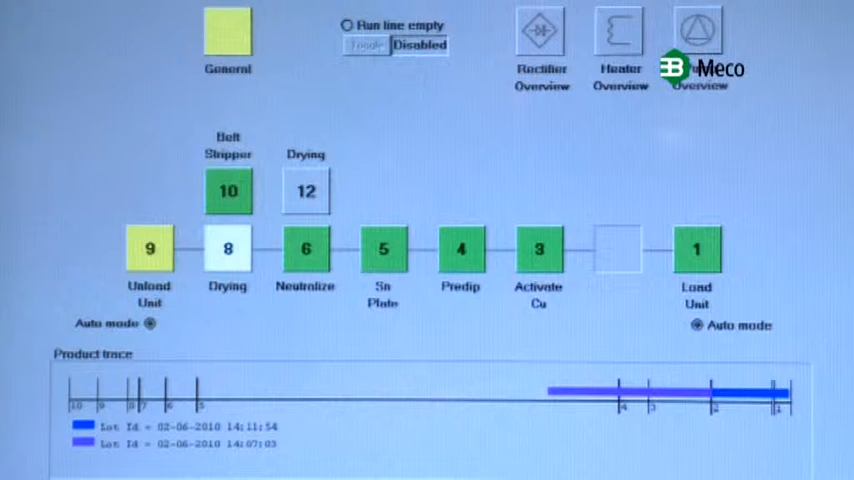 Run line empty
Toggle Disabled
General
Rectifier Overview
Heater Overview
Overview
Meco
Belt Stripper
Drying
10
12
9
8
6
5
4
3
1
Unload Unit
Drying
Neutralize
Sn Plate
Predip
Activate Cu
Load Unit
Auto mode
Auto mode
Product trace
10 9 8 7 6 5 4 3 2 1
Lot Id = 02-06-2010 14:11:54
Lot Id = 02-06-2010 14:07:03